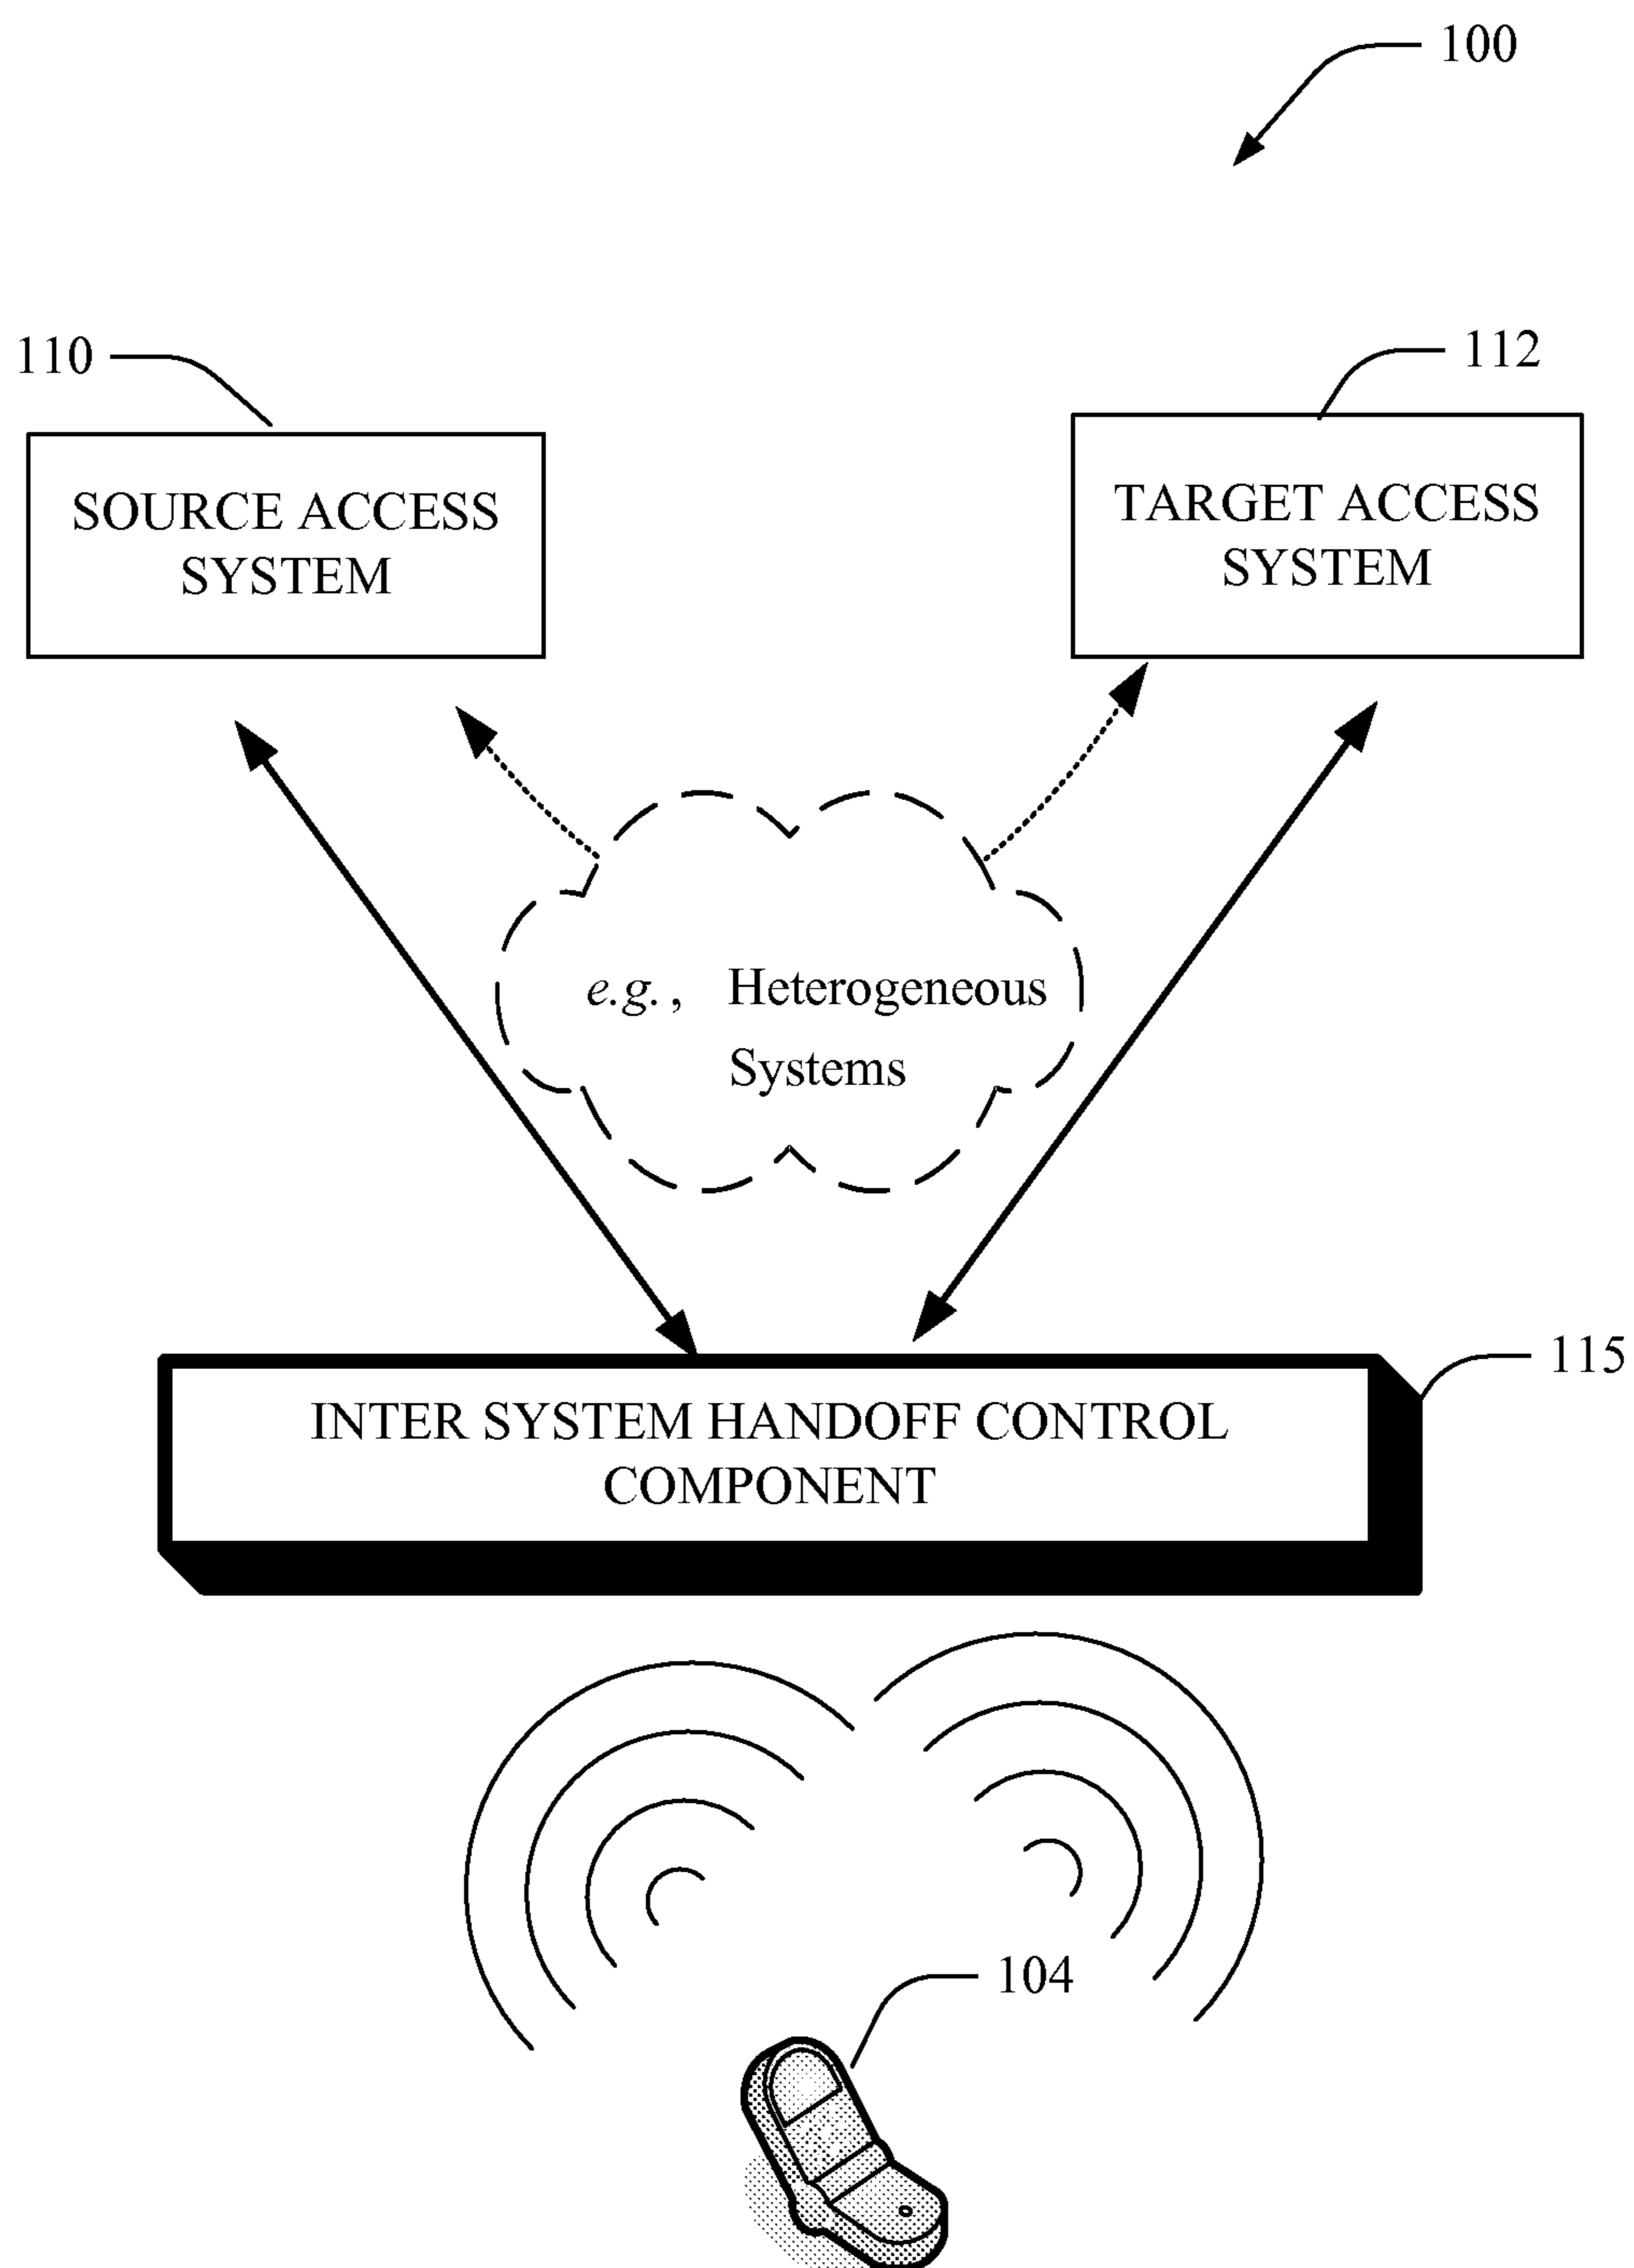 100
110
112
SOURCE ACCESS
SYSTEM
TARGET ACCESS
SYSTEM
e.g., Heterogeneous
Systems
115
INTER SYSTEM HANDOFF CONTROL
COMPONENT
104